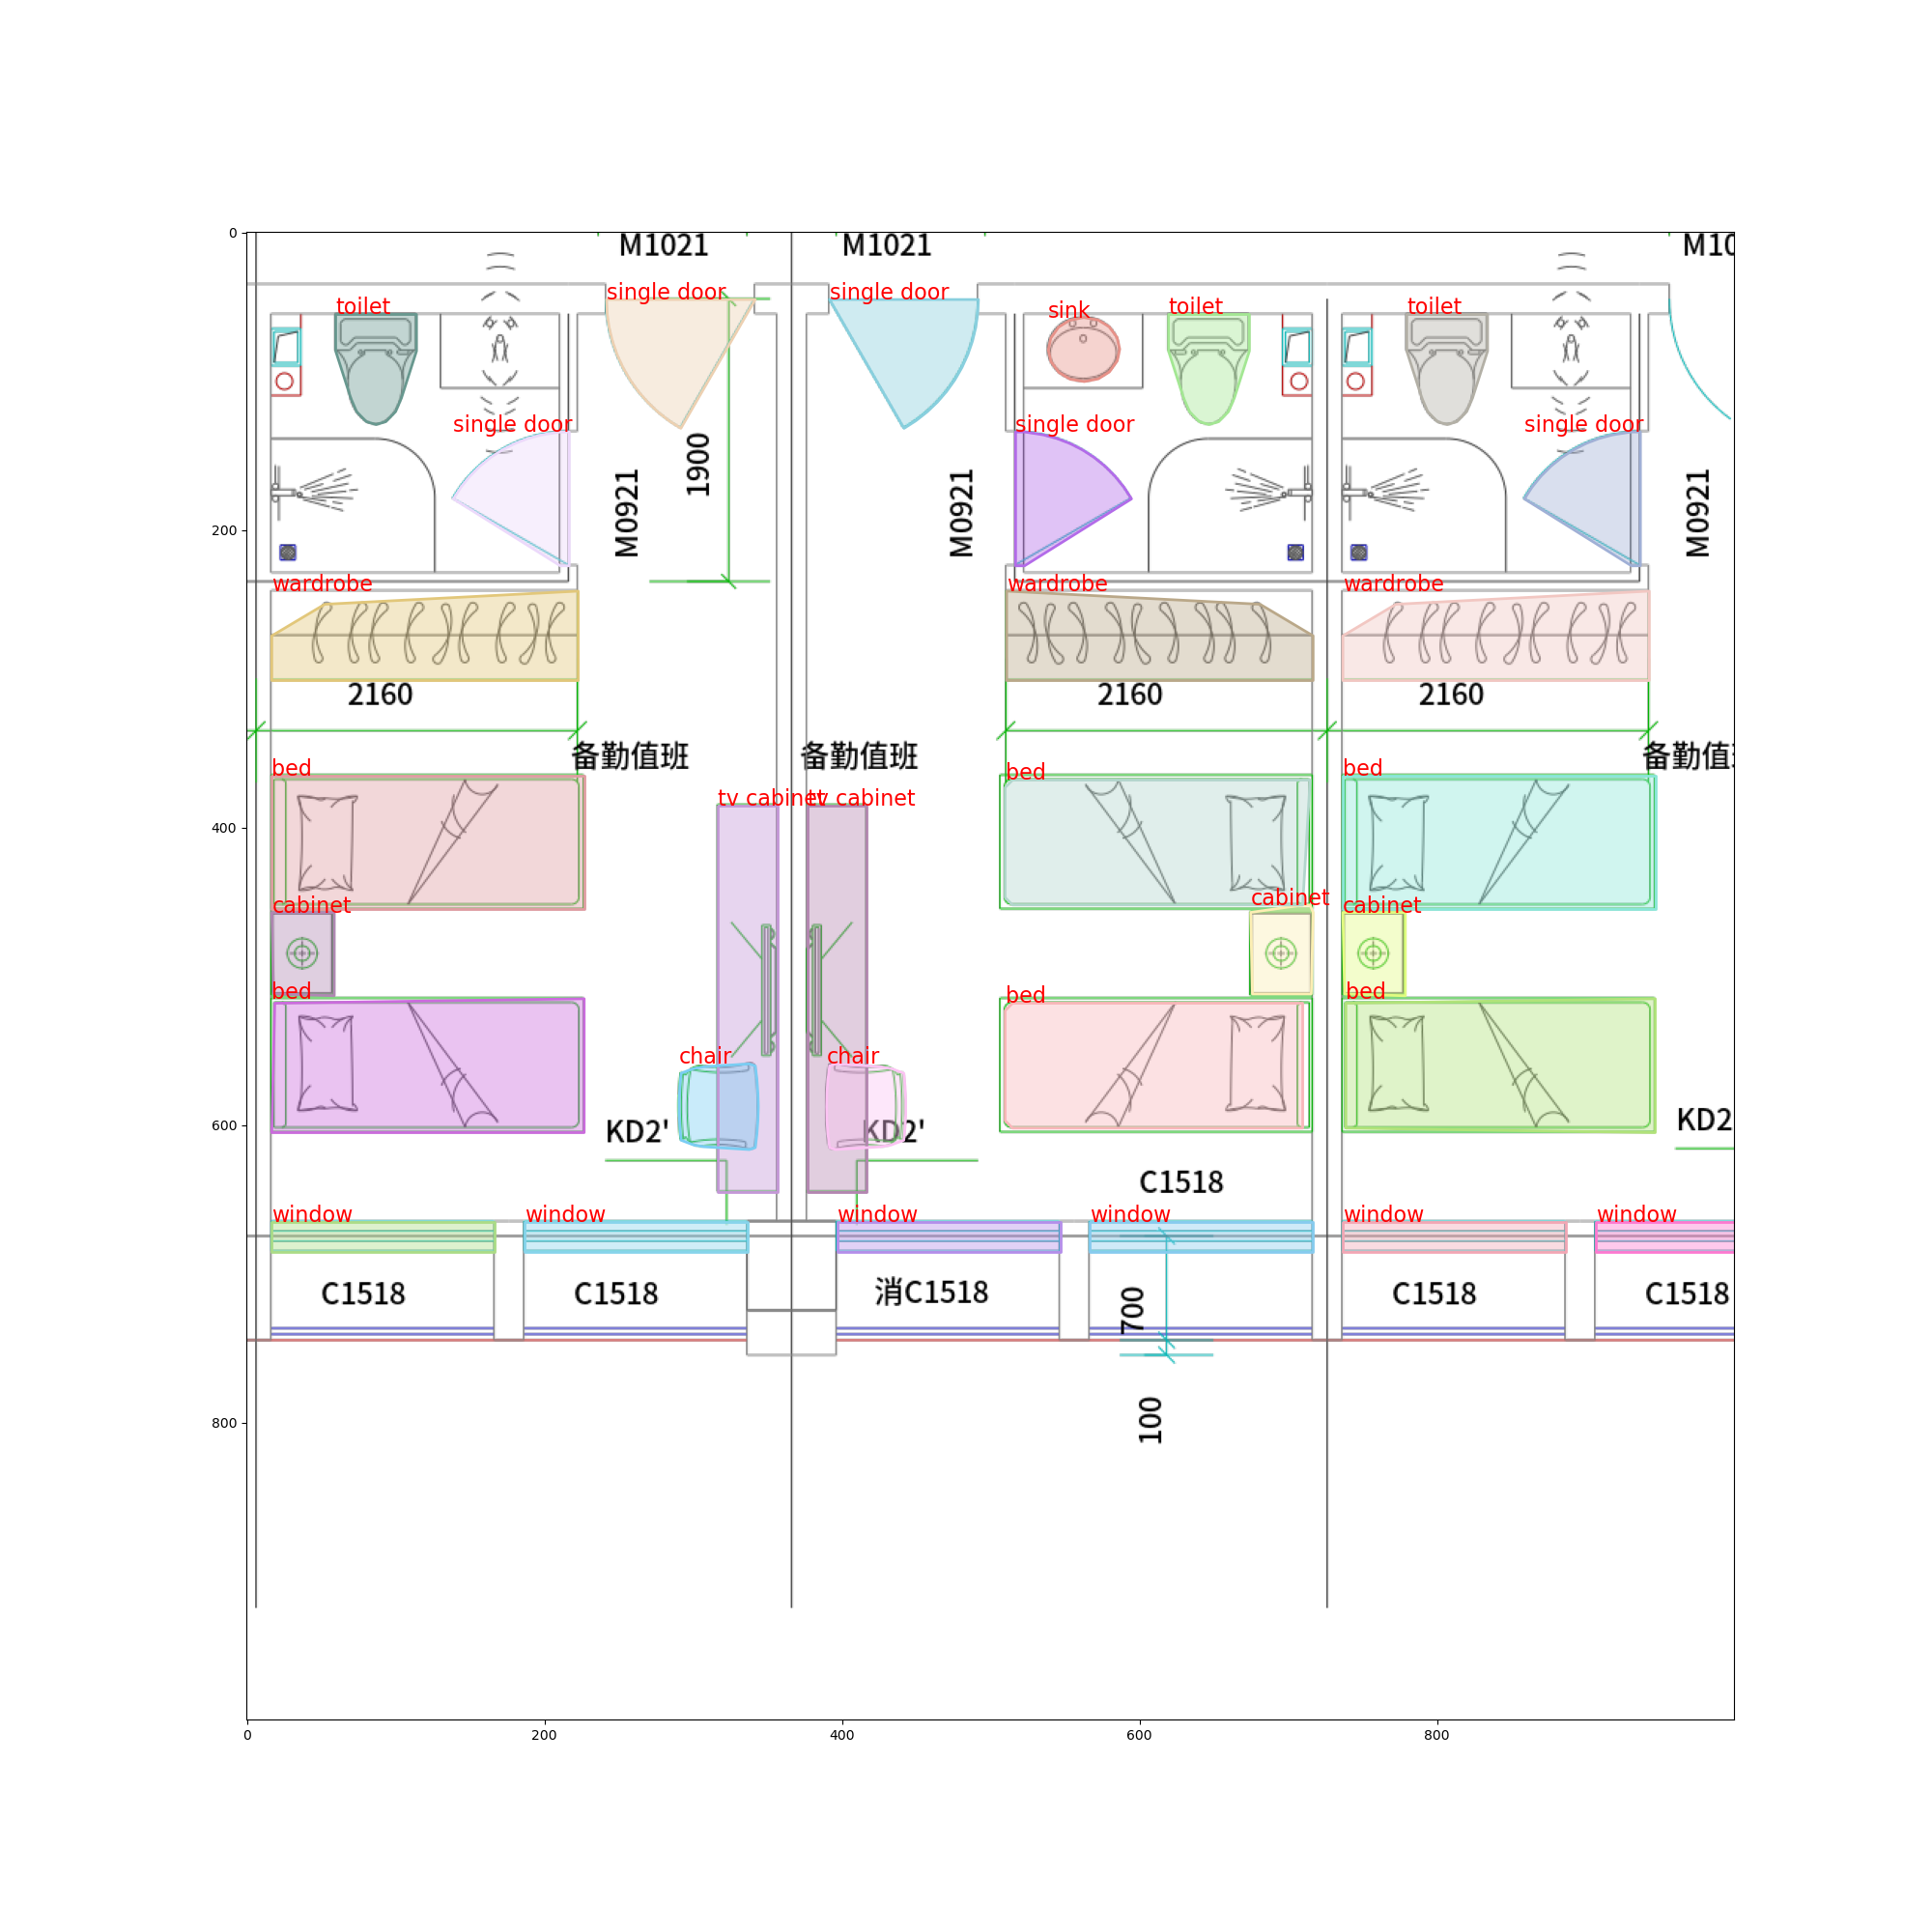 0
M1021
M1021
M10
single door
single door
toilet
sink
toilet
toilet
single door
single door
single door
1900
M0921
M0921
M0921
200
wardrobe
wardrobe
wardrobe
2160
2160
2160
备勤值班
备勤值班
备勤值班
bed
bed
bed
tv cabinet
tv cabinet
400
cabinet
cabinet
cabinet
bed
bed
bed
chair
chair
KD2'
KD2'
KD2
600
C1518
window
window
window
window
window
window
C1518
C1518
消C1518
700
C1518
C1518
100
800
0
200
400
600
800